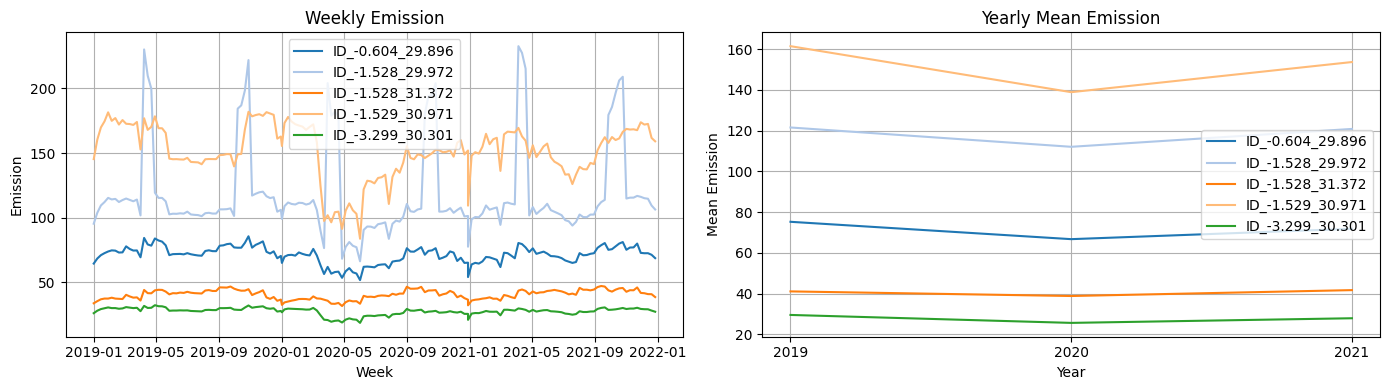 Weekly Emission
Emission
200
150
100
50
2019-01 2019-05 2019-09 2020-01 2020-05 2020-09 2021-01 2021-05 2021-09 2022-01
Week
ID_-0.604_29.896
ID_-1.528_29.972
ID_-1.528_31.372
ID_-1.529_30.971
ID_-3.299_30.301
Yearly Mean Emission
Mean Emission
160
140
120
100
80
60
40
20
2019 2020 2021
Year
ID_-0.604_29.896
ID_-1.528_29.972
ID_-1.528_31.372
ID_-1.529_30.971
ID_-3.299_30.301